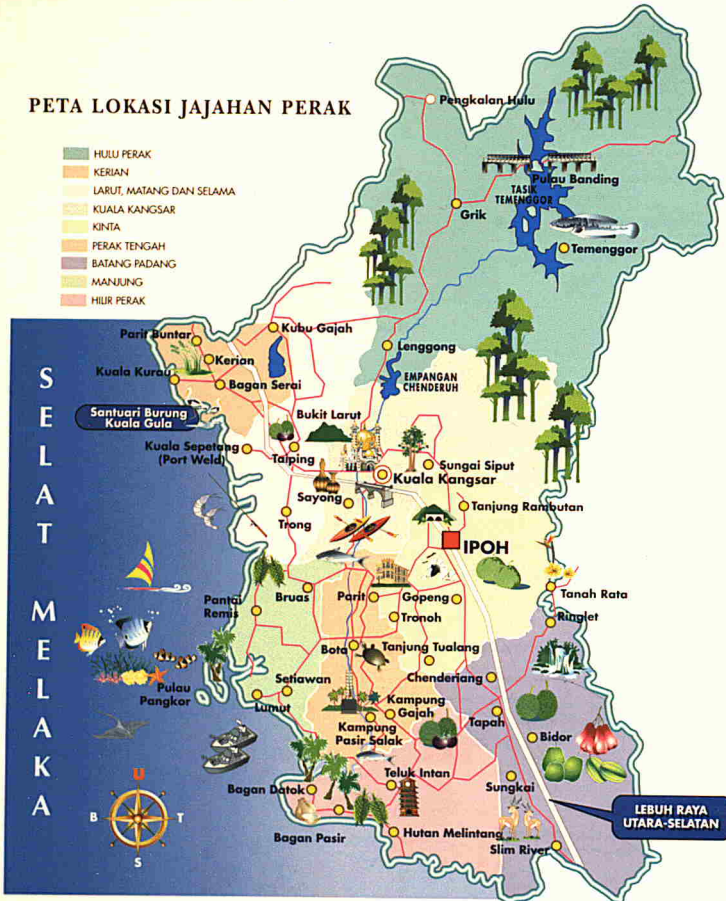 PETA LOKASI JAJAHAN PERAK
HULU PERAK
KERIAN
LARUT, MATANG DAN SELAMA
KUALA KANGSAR
KINTA
PERAK TENGAH
BATANG PADANG
MANJUNG
HILIR PERAK
Pengkalan Hulu
Pulau Banding
TASIK
TEMENGGOR
Grik
Temenggor
Kubu Gajah
Parit Buntar
Kerian
Kuala Kurau
Bagan Serai
Lenggong
EMPANGAN
CHENDERUH
Santuari Burung
Kuala Gula
Bukit Larut
Kuala Sepetang
(Port Weld)
Taiping
Sungai Siput
Kuala Kangsar
Sayong
Trong
Tanjung Rambutan
IPOH
Tanah Rata
Ringlet
Pantai
Remis
Bruas
Parit
Gopeng
Tronoh
Bota
Tanjung Tualang
Chenderiang
Setiawan
Lumut
Pulau
Pangkor
Kampung
Gajah
Kampung
Pasir Salak
Tapah
Bidor
Teluk Intan
Sungkai
Bagan Datok
Bagan Pasir
Hutan Melintang
Slim River
LEBUH RAYA
UTARA-SELATAN
SELAT MELAKA
U
B
T
S